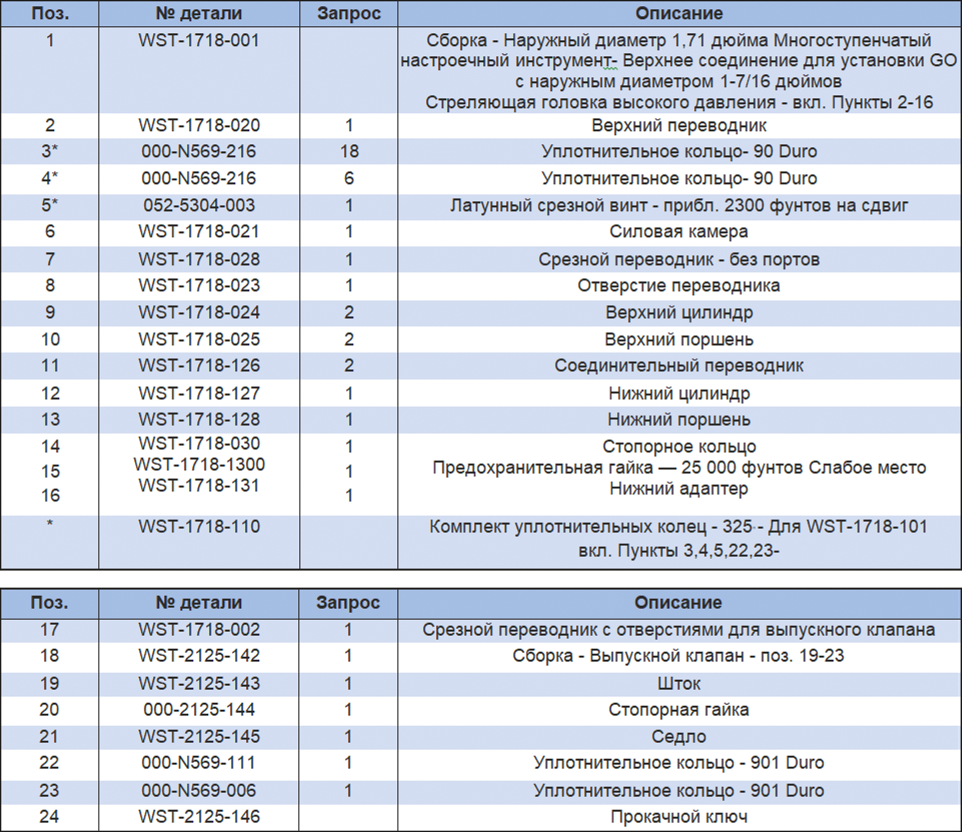 Поз. № детали Запрос Описание
1 WST-1718-001 Сборка - Наружный диаметр 1,71 дюйма Многоступенчатый
настроечный инструмент- Верхнее соединение для установки GO
с наружным диаметром 1-7/16 дюймов
Стреляющая головка высокого давления - вкл. Пункты 2-16
2 WST-1718-020 1 Верхний переводник
3* 000-N569-216 18 Уплотнительное кольцо- 90 Duro
4* 000-N569-216 6 Уплотнительное кольцо- 90 Duro
5* 052-5304-003 1 Латунный срезной винт - прибл. 2300 фунтов на сдвиг
6 WST-1718-021 1 Силовая камера
7 WST-1718-028 1 Срезной переводник - без портов
8 WST-1718-023 1 Отверстие переводника
9 WST-1718-024 2 Верхний цилиндр
10 WST-1718-025 2 Верхний поршень
11 WST-1718-126 2 Соединительный переводник
12 WST-1718-127 1 Нижний цилиндр
13 WST-1718-128 1 Нижний поршень
14 WST-1718-030 1 Стопорное кольцо
15 WST-1718-1300 1 Предохранительная гайка — 25 000 фунтов Слабое место
16 WST-1718-131 1 Нижний адаптер
* WST-1718-110 Комплект уплотнительных колец - 325 - Для WST-1718-101
вкл. Пункты 3,4,5,22,23-
Поз. № детали Запрос Описание
17 WST-1718-002 1 Срезной переводник с отверстиями для выпускного клапана
18 WST-2125-142 1 Сборка - Выпускной клапан - поз. 19-23
19 WST-2125-143 1 Шток
20 000-2125-144 1 Стопорная гайка
21 WST-2125-145 1 Седло
22 000-N569-111 1 Уплотнительное кольцо - 901 Duro
23 000-N569-006 1 Уплотнительное кольцо - 901 Duro
24 WST-2125-146 Прокачной ключ